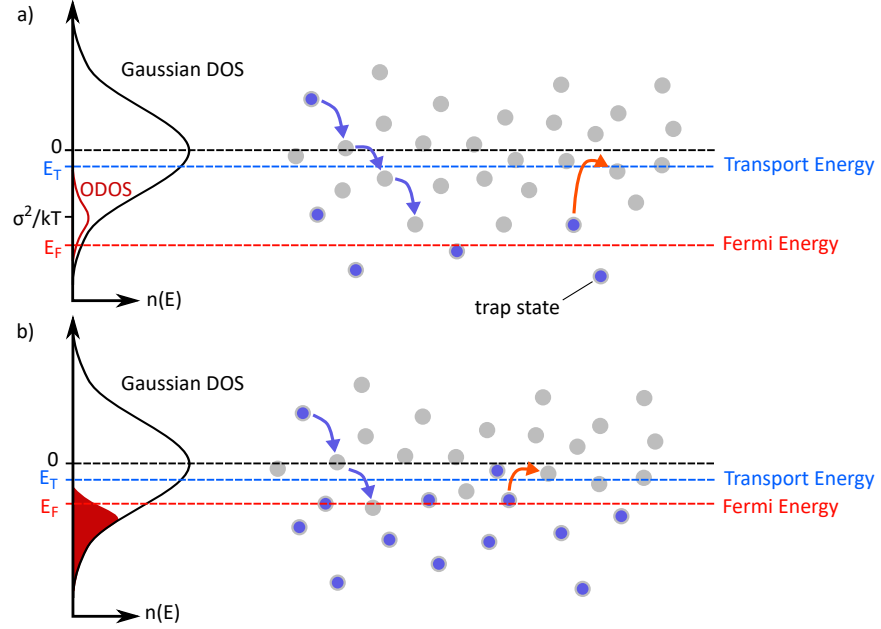 a)
Gaussian DOS
0
E_T
Transport Energy
ODOS
σ²/kT
E_F
Fermi Energy
n(E)
trap state
b)
Gaussian DOS
0
E_T
Transport Energy
E_F
Fermi Energy
n(E)